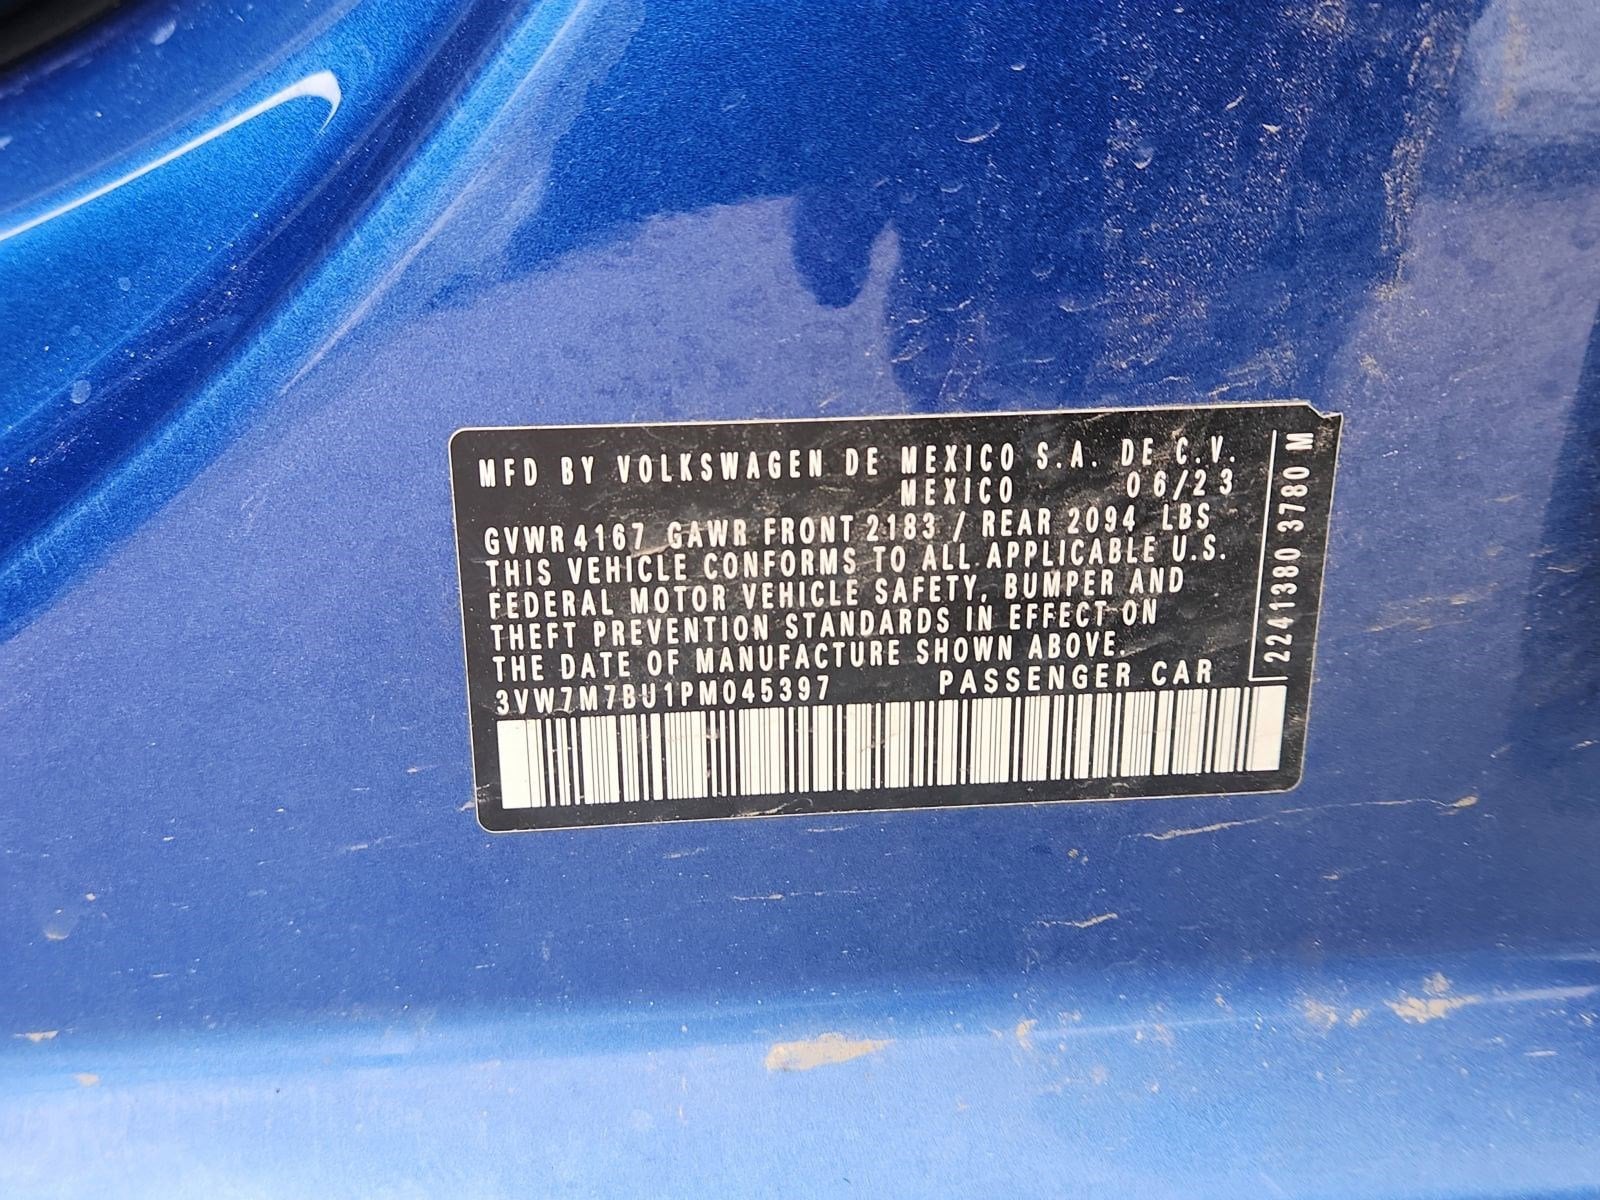 MFD BY VOLKSWAGEN DE MEXICO S.A. DE C.V.
MEXICO 06/23
GVWR 4167 GAWR FRONT 2183 / REAR 2094 LBS
THIS VEHICLE CONFORMS TO ALL APPLICABLE U.S.
FEDERAL MOTOR VEHICLE SAFETY, BUMPER AND
THEFT PREVENTION STANDARDS IN EFFECT ON
THE DATE OF MANUFACTURE SHOWN ABOVE.
3VW7M7BU1PM045397 PASSENGER CAR
2241380 3780 M